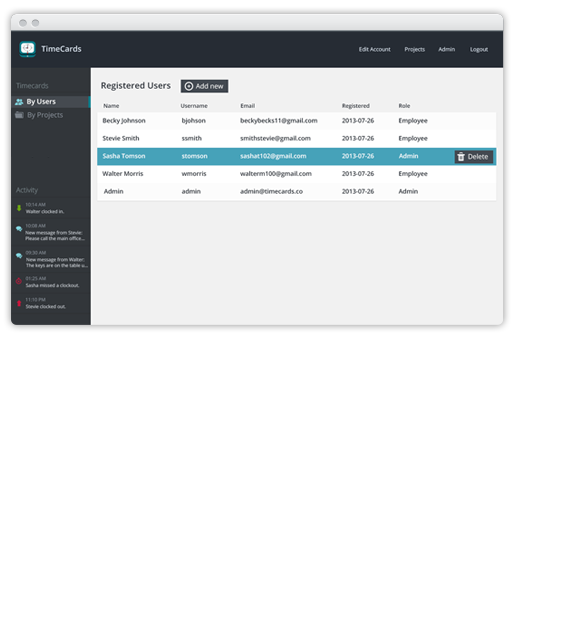 TimeCards
Edit Account Projects Admin Logout
Timecards
By Users
By Projects
Activity
10:14 AM
Walter clocked in.
10:08 AM
New message from Stevie:
Please call the main office...
09:30 AM
New message from Walter:
The keys are on the table u...
01:25 AM
Sasha missed a clockout.
11:10 PM
Stevie clocked out.
Registered Users Add new
Name Username Email Registered Role
Becky Johnson bjohson beckybecks11@gmail.com 2013-07-26 Employee
Stevie Smith ssmith smithstevie@gmail.com 2013-07-26 Employee
Sasha Tomson stomson sashat102@gmail.com 2013-07-26 Admin Delete
Walter Morris wmorris walterm100@gmail.com 2013-07-26 Employee
Admin admin admin@timecards.co 2013-07-26 Admin